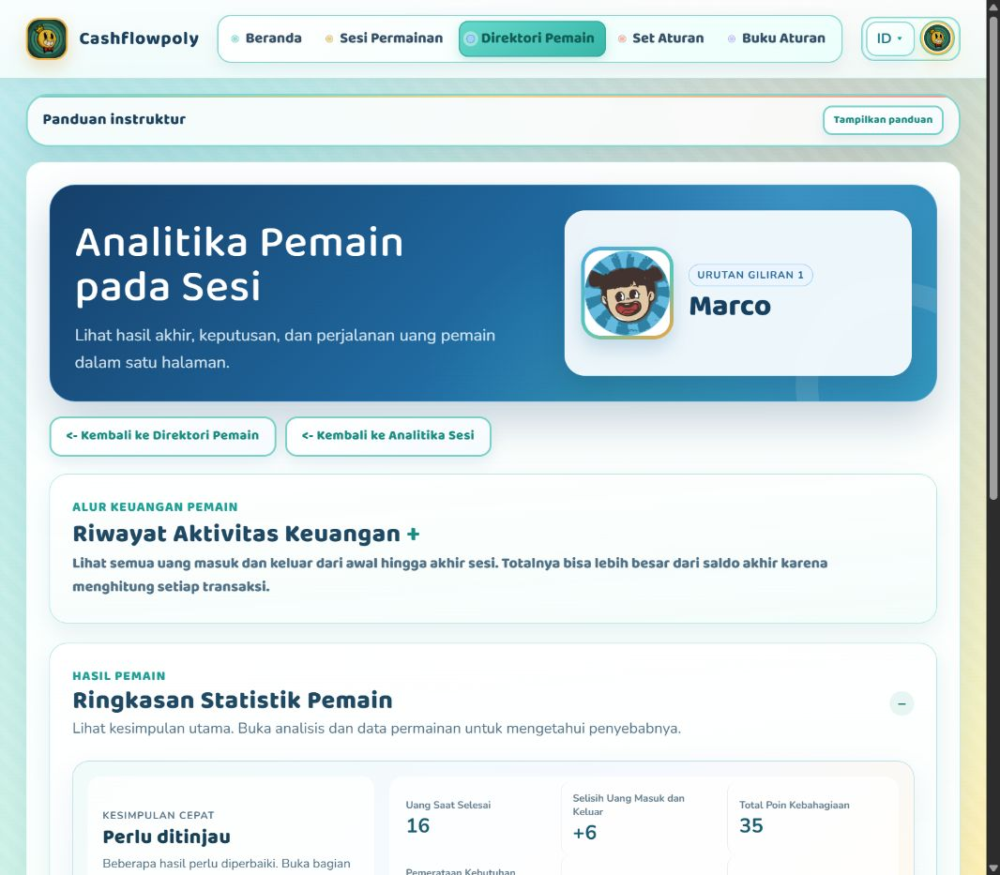 Cashflowpoly
Beranda
Sesi Permainan
Direktori Pemain
Set Aturan
Buku Aturan
ID
Panduan instruktur
Tampilkan panduan
Analitika Pemain
pada Sesi
Lihat hasil akhir, keputusan, dan perjalanan uang pemain
dalam satu halaman.
URUTAN GILIRAN 1
Marco
<- Kembali ke Direktori Pemain
<- Kembali ke Analitika Sesi
ALUR KEUANGAN PEMAIN
Riwayat Aktivitas Keuangan +
Lihat semua uang masuk dan keluar dari awal hingga akhir sesi. Totalnya bisa lebih besar dari saldo akhir karena
menghitung setiap transaksi.
HASIL PEMAIN
Ringkasan Statistik Pemain
−
Lihat kesimpulan utama. Buka analisis dan data permainan untuk mengetahui penyebabnya.
KESIMPULAN CEPAT
Perlu ditinjau
Beberapa hasil perlu diperbaiki. Buka bagian
Uang Saat Selesai
16
Selisih Uang Masuk dan
Keluar
+6
Total Poin Kebahagiaan
35
Pemerataan Kebutuhan